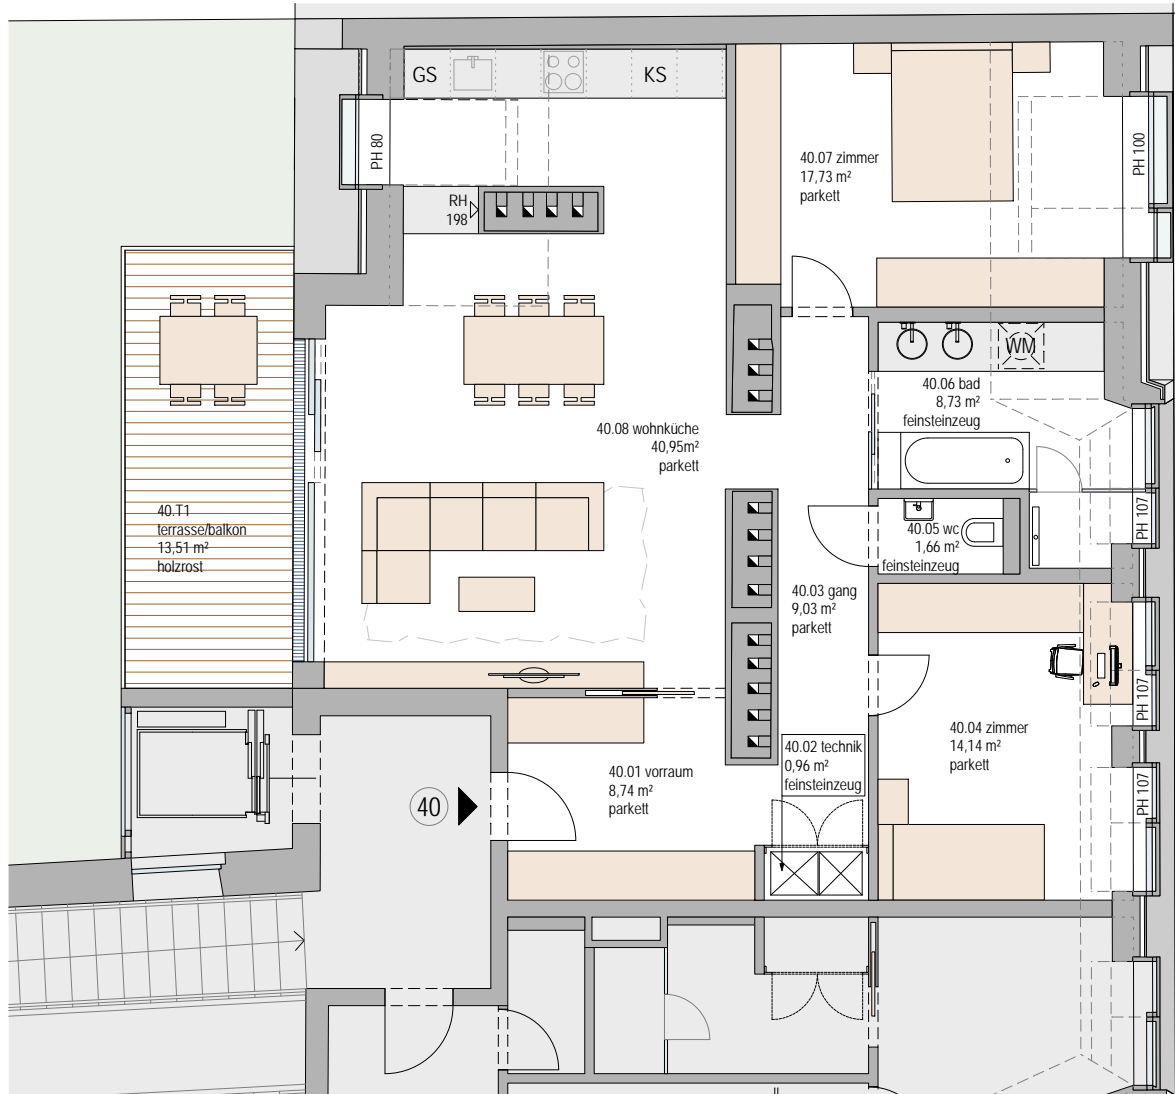 GS
KS
PH 80
RH
198
40.07 zimmer
17,73 m²
parkett
PH 100
WM
40.06 bad
8,73 m²
feinsteinzeug
40.08 wohnküche
40,95m²
parkett
40.T1
terrasse/balkon
13,51 m²
holzrost
40.05 wc
1,66 m²
feinsteinzeug
PH 107
40.03 gang
9,03 m²
parkett
PH 107
40.04 zimmer
14,14 m²
parkett
40.02 technik
0,96 m²
feinsteinzeug
40.01 vorraum
8,74 m²
parkett
PH 107
40